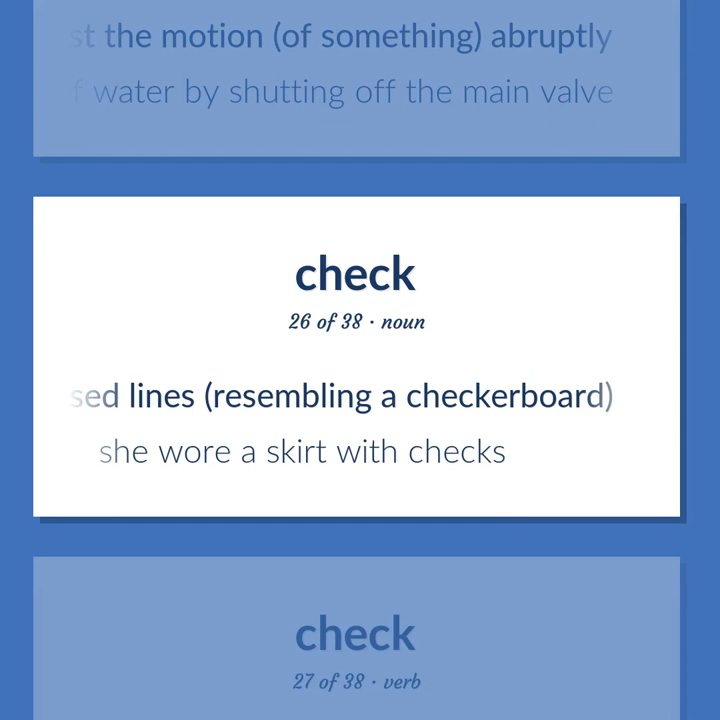 st the motion (of something) abruptly
f water by shutting off the main valve
check
26 of 38 · noun
sed lines (resembling a checkerboard)
she wore a skirt with checks
check
27 of 38 · verb